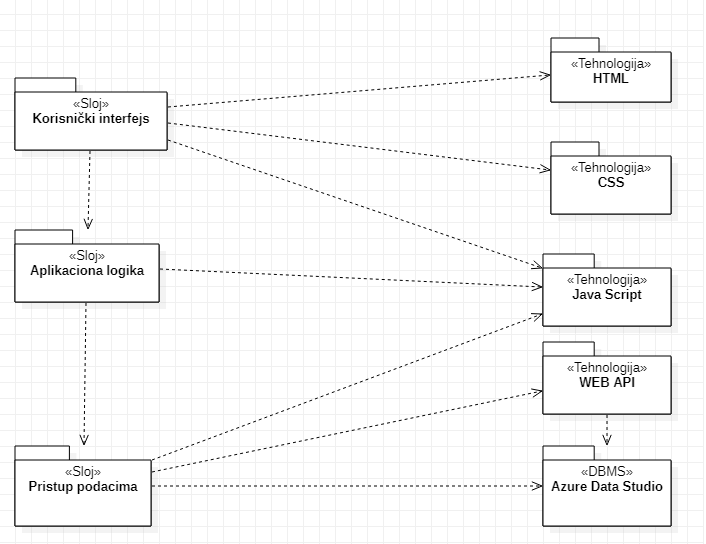 «Sloj»
Korisnički interfejs
«Sloj»
Aplikaciona logika
«Sloj»
Pristup podacima
«Tehnologija»
HTML
«Tehnologija»
CSS
«Tehnologija»
Java Script
«Tehnologija»
WEB API
«DBMS»
Azure Data Studio